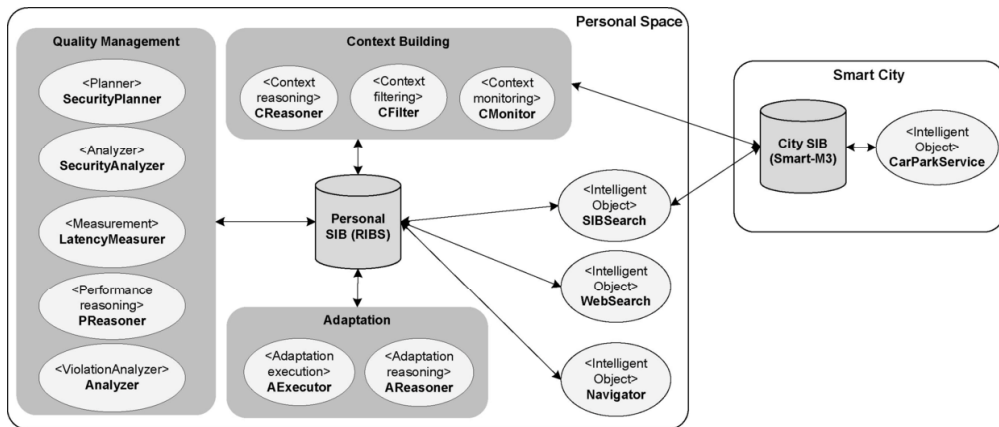 Personal Space
Quality Management
<Planner>
SecurityPlanner
<Analyzer>
SecurityAnalyzer
<Measurement>
LatencyMeasurer
<Performance
reasoning>
PReasoner
<ViolationAnalyzer>
Analyzer
Context Building
<Context
reasoning>
CReasoner
<Context
filtering>
CFilter
<Context
monitoring>
CMonitor
Personal
SIB (RIBS)
Adaptation
<Adaptation
execution>
AExecutor
<Adaptation
reasoning>
AReasoner
<Intelligent
Object>
SIBSearch
<Intelligent
Object>
WebSearch
<Intelligent
Object>
Navigator
Smart City
City SIB
(Smart-M3)
<Intelligent
Object>
CarParkService